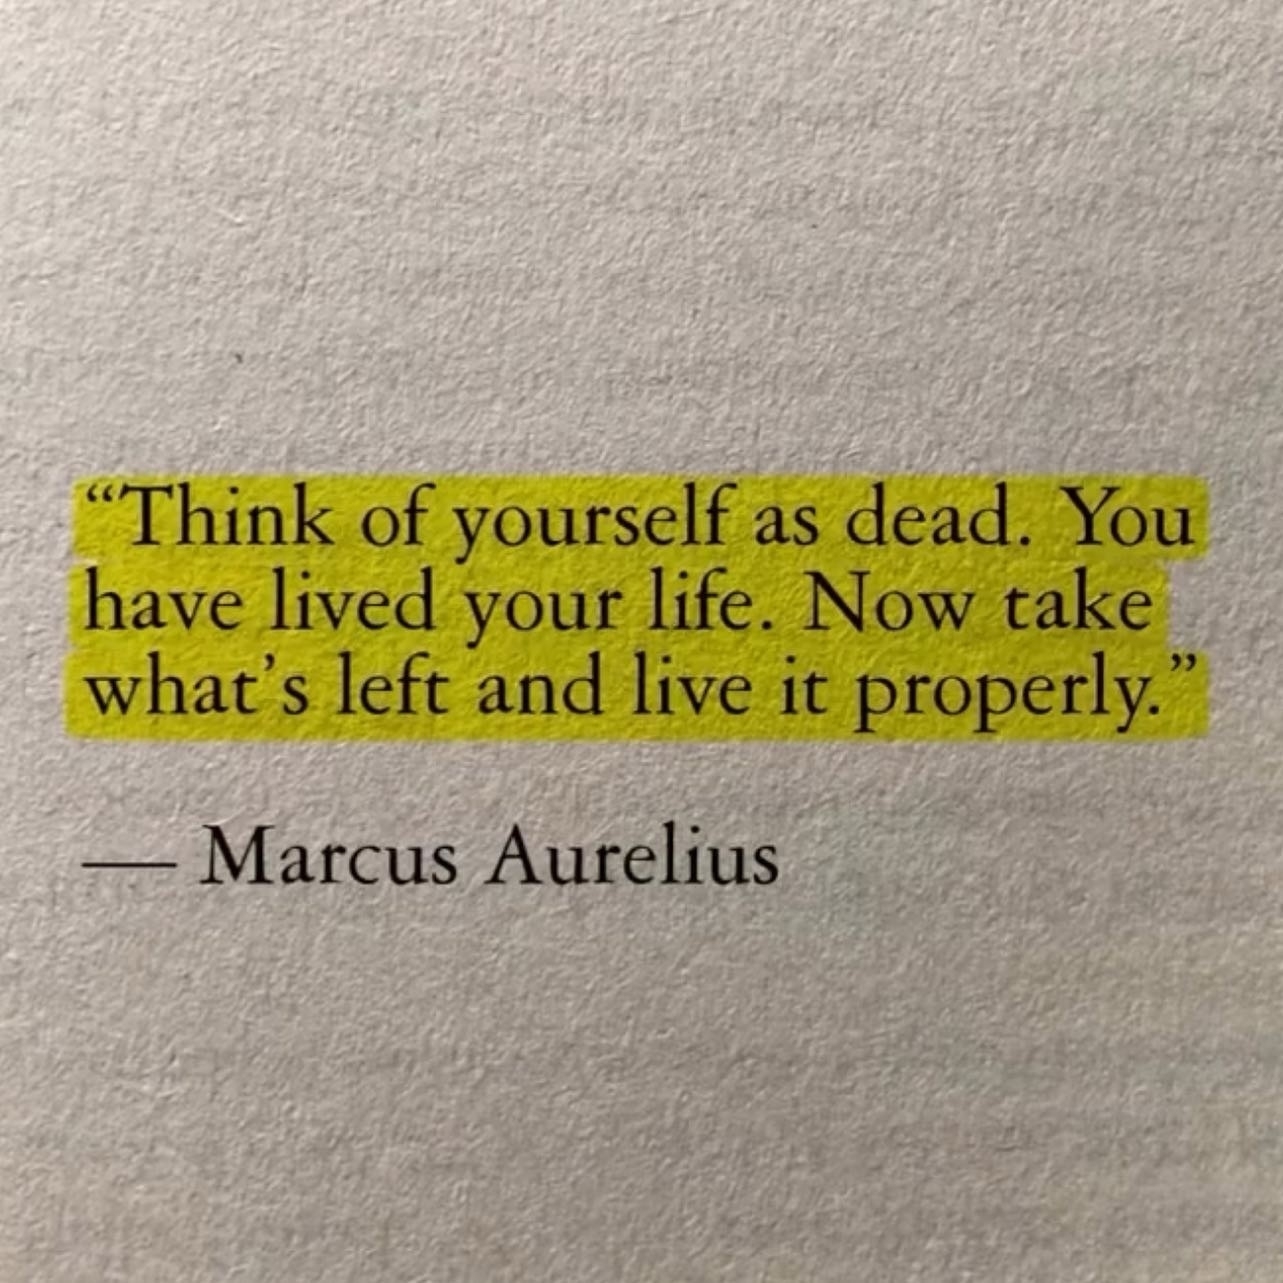 “Think of yourself as dead. You
have lived your life. Now take
what’s left and live it properly.”
— Marcus Aurelius